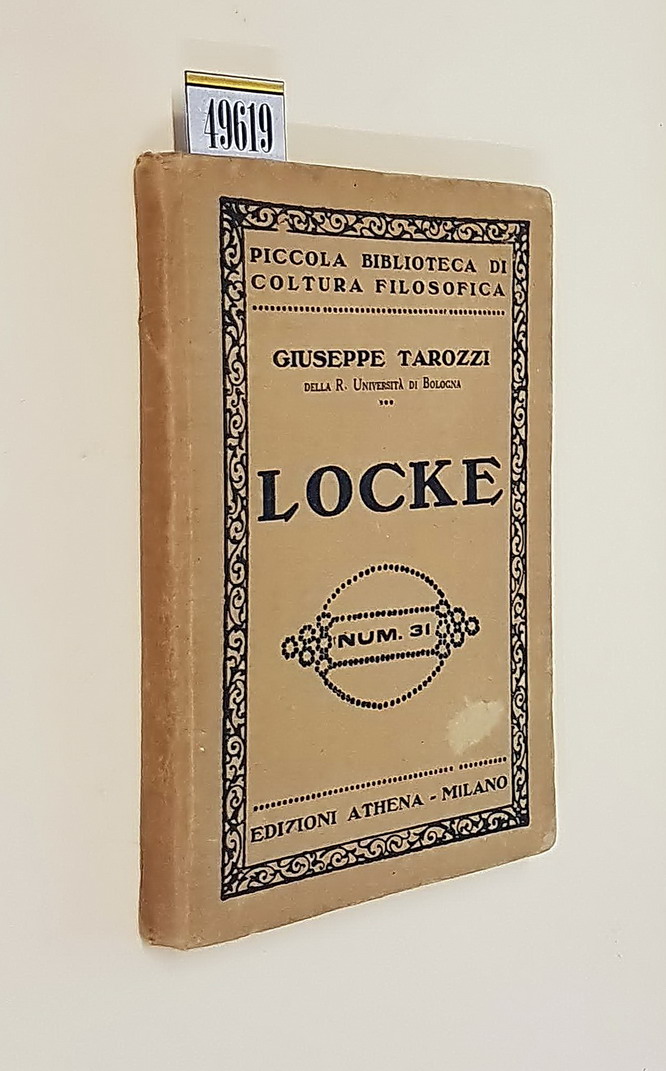 49619
PICCOLA BIBLIOTECA DI
COLTURA FILOSOFICA
GIUSEPPE TAROZZI
DELLA R. UNIVERSITÀ DI BOLOGNA
LOCKE
NUM. 31
EDIZIONI ATHENA - MILANO